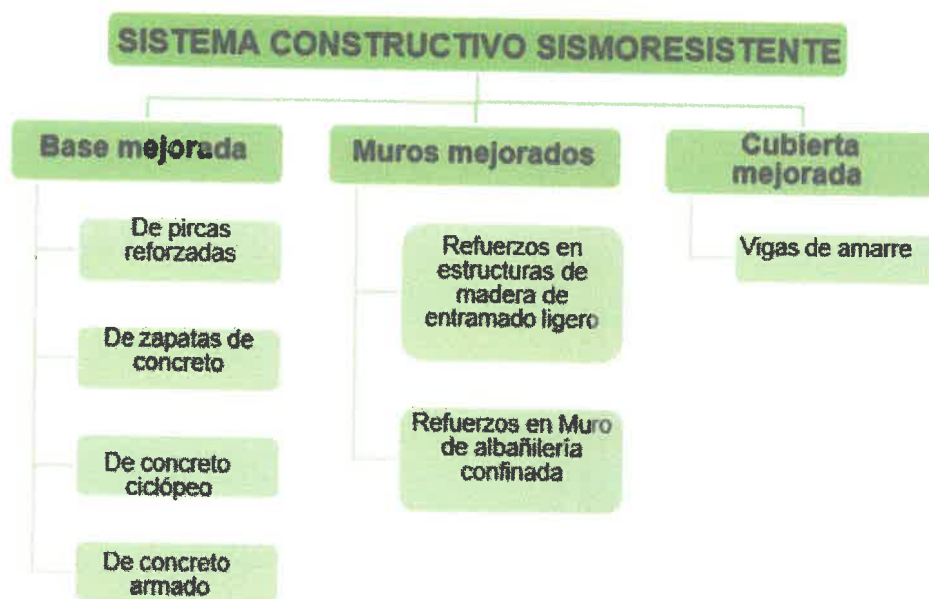 SISTEMA CONSTRUCTIVO SISMORESISTENTE
Base mejorada
De pircas
reforzadas
De zapatas de
concreto
De concreto
ciclópeo
De concreto
armado
Muros mejorados
Refuerzos en
estructuras de
madera de
entramado ligero
Refuerzos en Muro
de albañilería
confinada
Cubierta
mejorada
Vigas de amarre